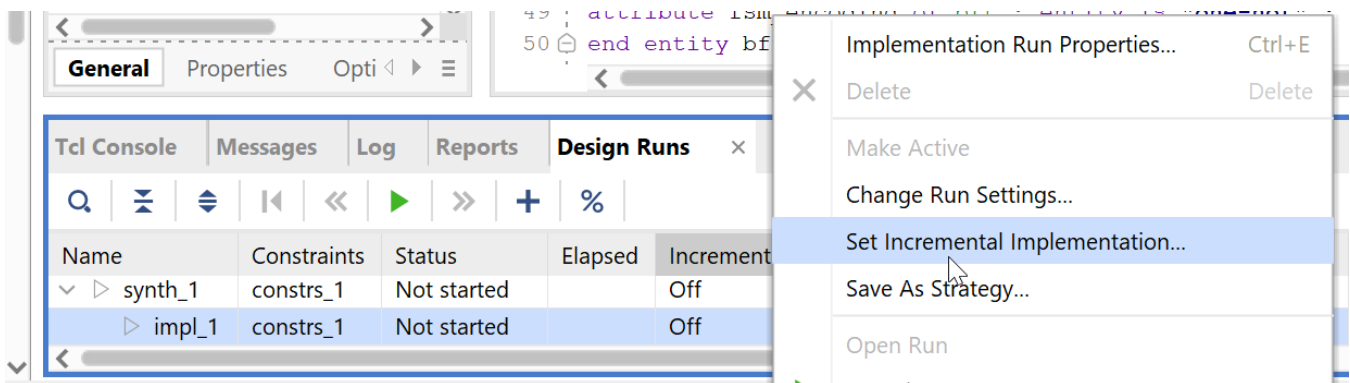 50 end entity bf
General Properties Opti
Implementation Run Properties... Ctrl+E
Delete Delete
Make Active
Change Run Settings...
Set Incremental Implementation...
Save As Strategy...
Open Run
Tcl Console Messages Log Reports Design Runs ×
%
Name Constraints Status Elapsed Increment
synth_1 constrs_1 Not started Off
impl_1 constrs_1 Not started Off